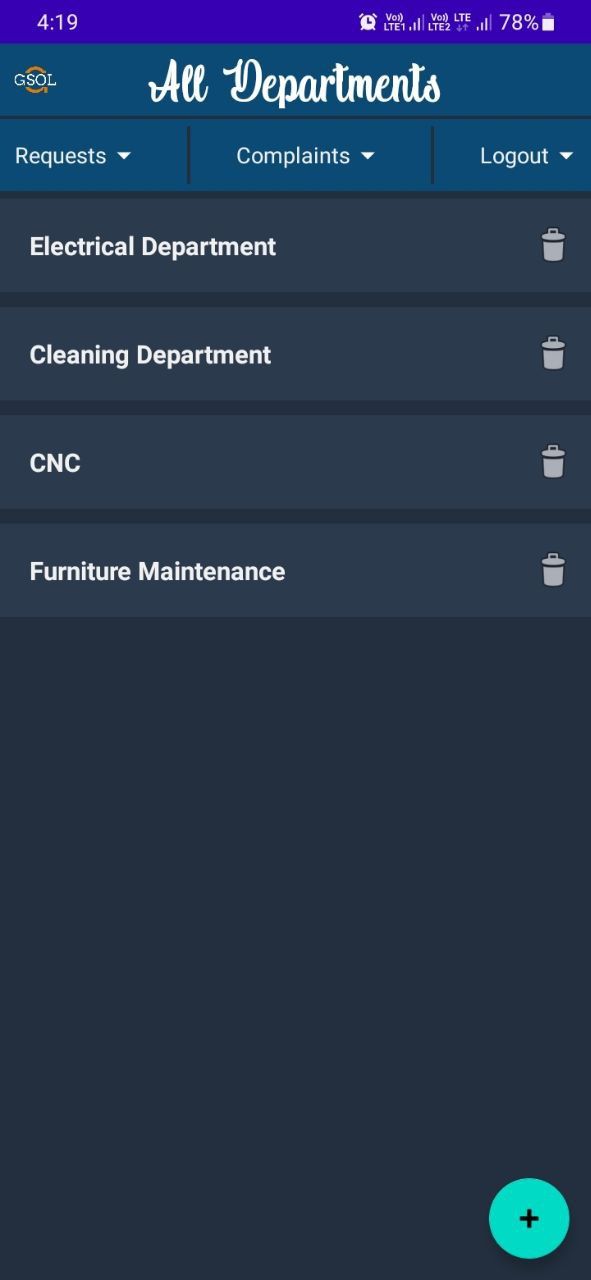 4:19
Vo)) LTE1 Vo)) LTE2 LTE 78%
GSOL
All Departments
Requests Complaints Logout
Electrical Department
Cleaning Department
CNC
Furniture Maintenance
+